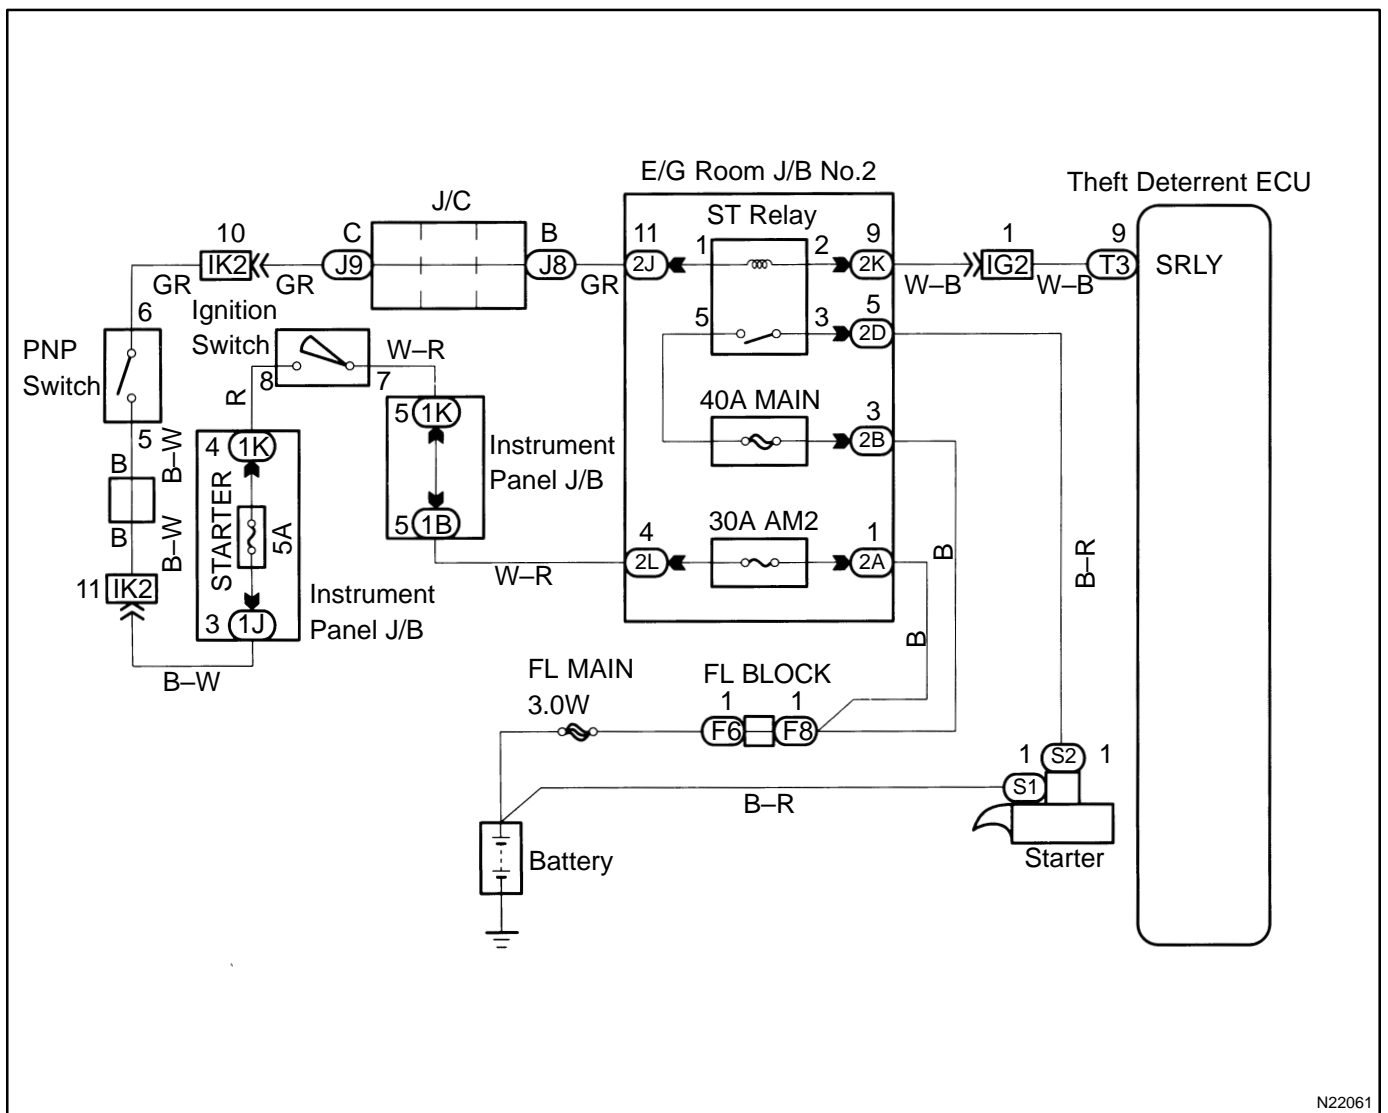 E/G Room J/B No.2
Theft Deterrent ECU
J/C
ST Relay
10
C
B
11
1
2
9
1
9
IK2
J9
J8
2J
2K
IG2
T3
SRLY
GR
GR
GR
W–B
W–B
Ignition
Switch
6
5
3
5
2D
PNP
Switch
W–R
8
7
R
40A MAIN
3
2B
5
1K
Instrument
Panel J/B
5
B–W
4
1K
B
STARTER
5A
B
B–W
5
1B
30A AM2
4
1
2L
2A
W–R
B
B–R
11
IK2
Instrument
Panel J/B
3
1J
B
B–W
FL MAIN
3.0W
FL BLOCK
1
1
F6
F8
1
S2
1
S1
B–R
Battery
Starter
N22061